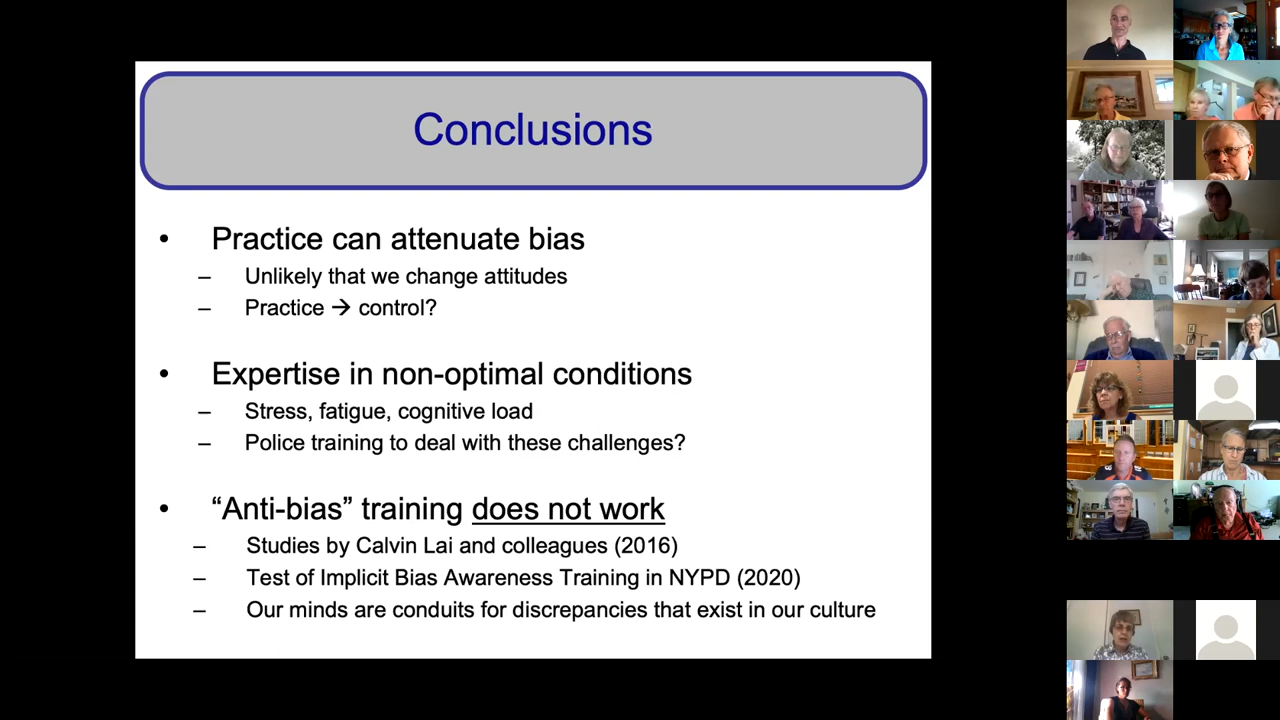 Conclusions
• Practice can attenuate bias
– Unlikely that we change attitudes
– Practice → control?
• Expertise in non-optimal conditions
– Stress, fatigue, cognitive load
– Police training to deal with these challenges?
• “Anti-bias” training does not work
– Studies by Calvin Lai and colleagues (2016)
– Test of Implicit Bias Awareness Training in NYPD (2020)
– Our minds are conduits for discrepancies that exist in our culture